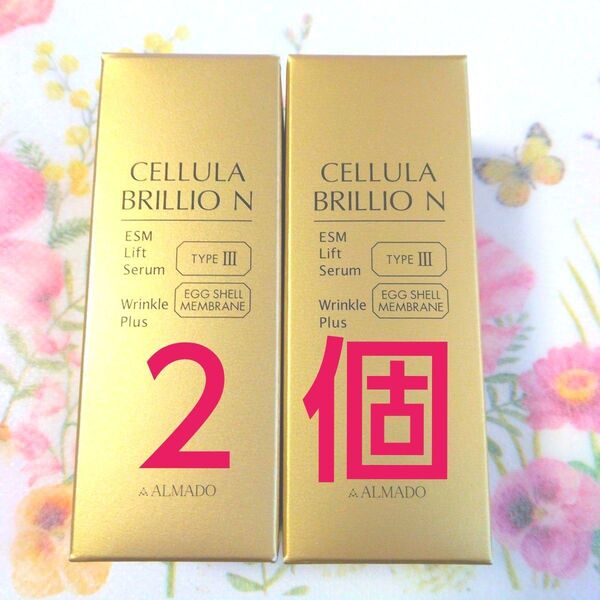 CELLULA
BRILLIO N
ESM
Lift
Serum
TYPE III
Wrinkle
Plus
EGG SHELL
MEMBRANE
ALMADO
CELLULA
BRILLIO N
ESM
Lift
Serum
TYPE III
Wrinkle
Plus
EGG SHELL
MEMBRANE
ALMADO
2個